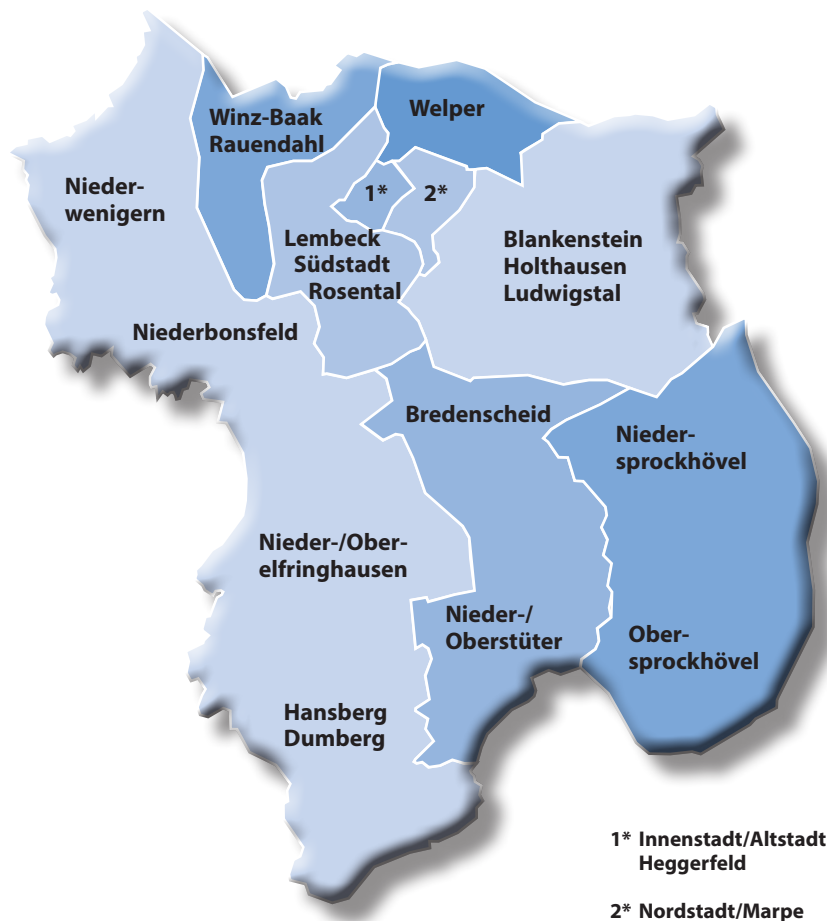 Winz-Baak
Rauendahl
Welper
Nieder-
wenigern
1*
2*
Lembeck
Südstadt
Rosental
Blankenstein
Holthausen
Ludwigstal
Niederbonsfeld
Bredenscheid
Nieder-
sprockhövel
Nieder-/Ober-
elfringhausen
Nieder-/
Oberstüter
Ober-
sprockhövel
Hansberg
Dumberg
1* Innenstadt/Altstadt
Heggerfeld
2* Nordstadt/Marpe